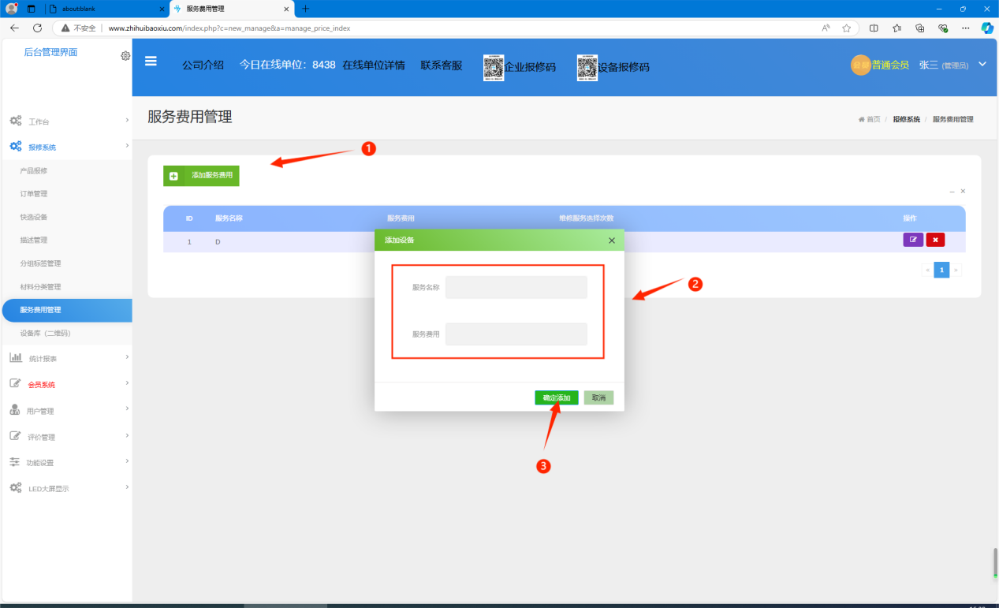 about:blank
服务费用管理
不安全
www.zhihuibaoxiu.com/index.php?c=new_manage&a=manage_price_index
后台管理界面
公司介绍 今日在线单位：8438 在线单位详情 联系客服 企业报修码 设备报修码
普通会员 张三 (管理员)
服务费用管理
首页 / 报修系统 / 服务费用管理
工作台
报修系统
产品报修
订单管理
快选设备
描述管理
分组标签管理
材料分类管理
服务费用管理
设备库（二维码）
统计报表
会员系统
用户管理
评价管理
功能设置
LED大屏显示
1
添加服务费用
ID 服务名称 服务费用 维修服务选择次数 操作
1 D
« 1 »
添加设备
服务名称
服务费用
2
确定添加 取消
3